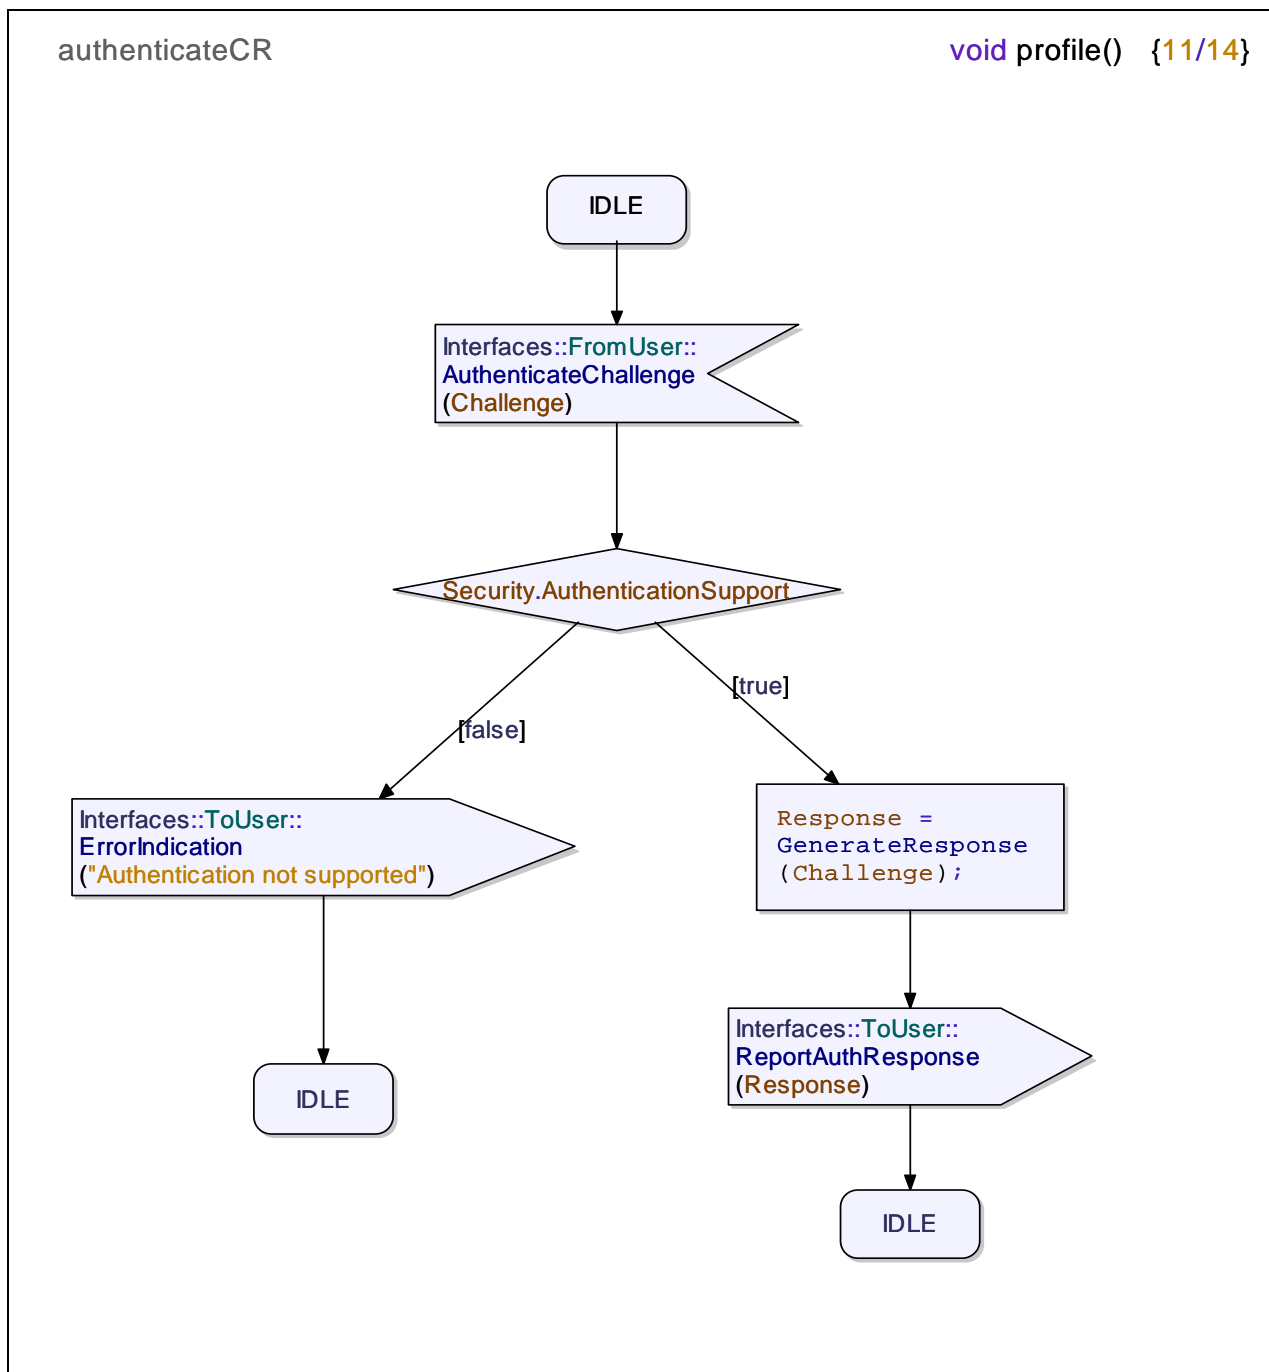 authenticateCR
void profile() {11/14}
IDLE
Interfaces::FromUser::
AuthenticateChallenge
(Challenge)
Security.AuthenticationSupport
[true]
[false]
Interfaces::ToUser::
ErrorIndication
("Authentication not supported")
Response =
GenerateResponse
(Challenge);
Interfaces::ToUser::
ReportAuthResponse
(Response)
IDLE
IDLE